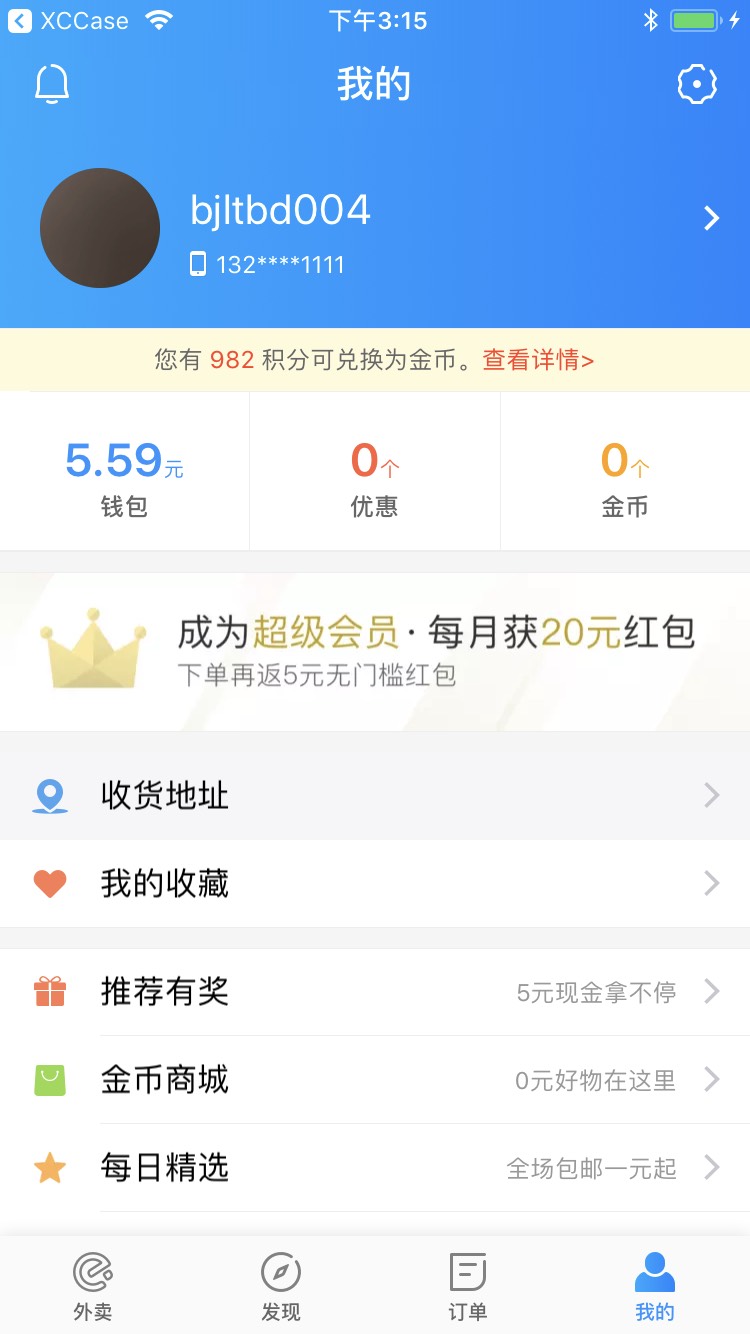 XCCase 下午3:15
我的
bjltbd004
132****1111
您有 982 积分可兑换为金币。查看详情>
5.59元 0个 0个
钱包 优惠 金币
成为超级会员·每月获20元红包
下单再返5元无门槛红包
收货地址
我的收藏
推荐有奖 5元现金拿不停
金币商城 0元好物在这里
每日精选 全场包邮一元起
外卖 发现 订单 我的